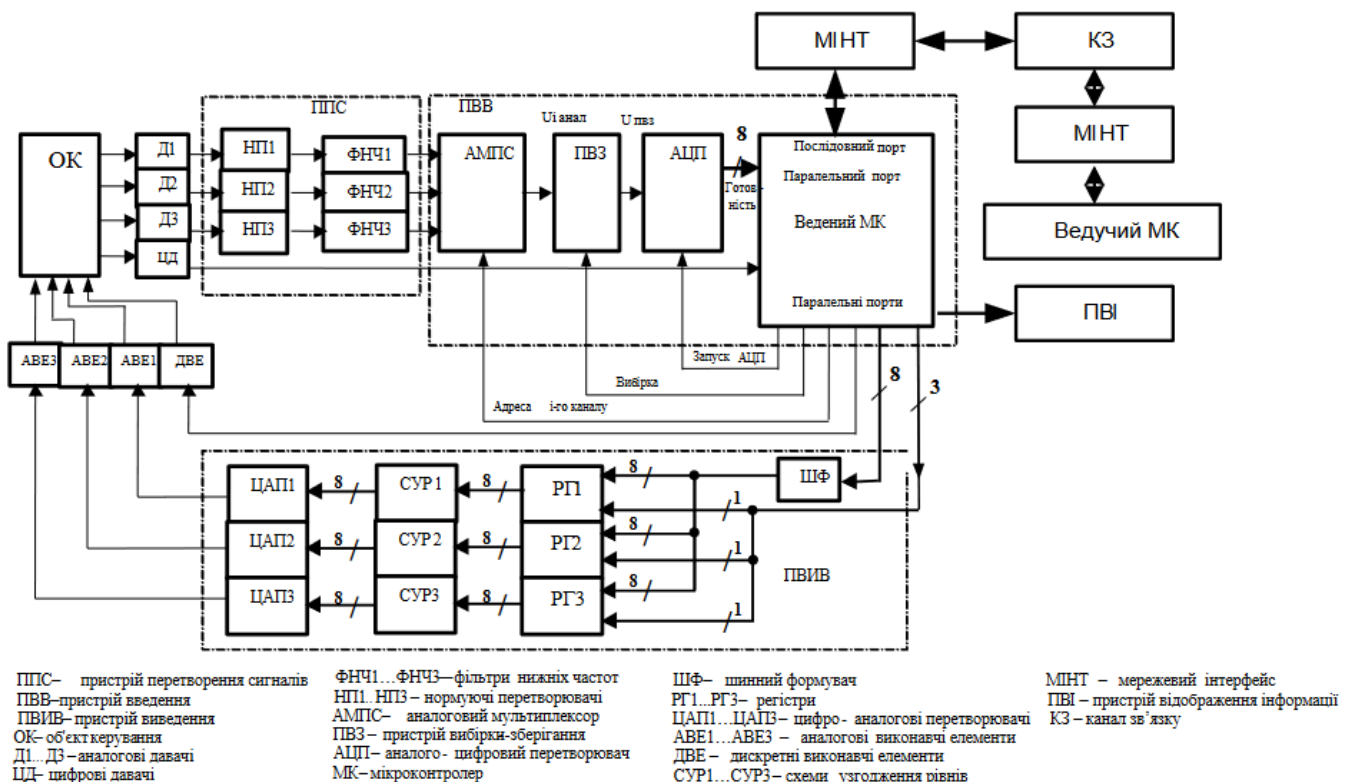 МІНТ
КЗ
ППС
ПВВ
Ui анал
U пвз
8
МІНТ
ОК
Д1
НП1
ФНЧ1
АМПС
ПВЗ
АЦП
Послідовний порт
Паралельний порт
Готов-
ність
Д2
НП2
ФНЧ2
Ведений МК
Д3
НП3
ФНЧ3
Ведучий МК
ЦД
Паралельні порти
ПВІ
АВЕ3
АВЕ2
АВЕ1
ДВЕ
Запуск АЦП
Вибірка
8
3
Адреса і-го каналу
ЦАП1
8
СУР 1
8
РГ1
8
ШФ
1
ЦАП2
8
СУР 2
8
РГ2
8
1
ПВИВ
ЦАП3
8
СУР3
8
РГ3
8
1
ППС– пристрій перетворення сигналів
ПВВ–пристрій введення
ПВИВ– пристрій виведення
ОК– об'єкт керування
Д1...Д3– аналогові давачі
ЦД– цифрові давачі
ФНЧ1...ФНЧ3–фільтри нижніх частот
НП1..НП3 – нормуючі перетворювачі
АМПС– аналоговий мультиплексор
ПВЗ – пристрій вибірки-зберігання
АЦП– аналого- цифровий перетворювач
МК– мікроконтролер
ШФ– шинний формувач
РГ1...РГ3– регістри
ЦАП1...ЦАП3– цифро - аналогові перетворювачі
АВЕ1...АВЕ3 – аналогові виконавчі елементи
ДВЕ – дискретні виконавчі елементи
СУР1...СУР3– схеми узгодження рівнів
МІНТ – мережевий інтерфейс
ПВІ – пристрій відображення інформації
КЗ – канал зв’язку